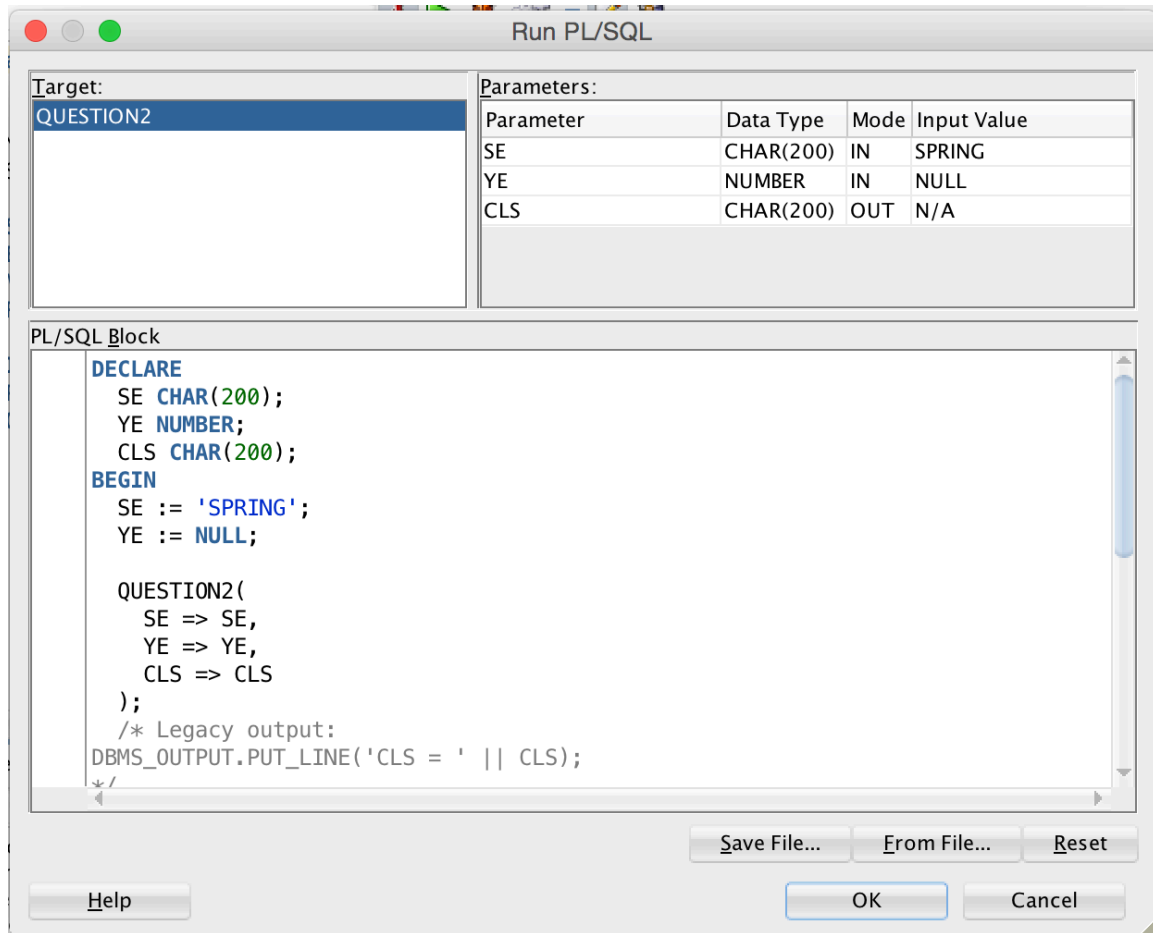 Run PL/SQL
Target:
QUESTION2
Parameters:
Parameter Data Type Mode Input Value
SE CHAR(200) IN SPRING
YE NUMBER IN NULL
CLS CHAR(200) OUT N/A
PL/SQL Block
DECLARE
SE CHAR(200);
YE NUMBER;
CLS CHAR(200);
BEGIN
SE := 'SPRING';
YE := NULL;
QUESTION2(
SE => SE,
YE => YE,
CLS => CLS
);
/* Legacy output:
DBMS_OUTPUT.PUT_LINE('CLS = ' || CLS);
*/
Save File... From File... Reset
Help OK Cancel